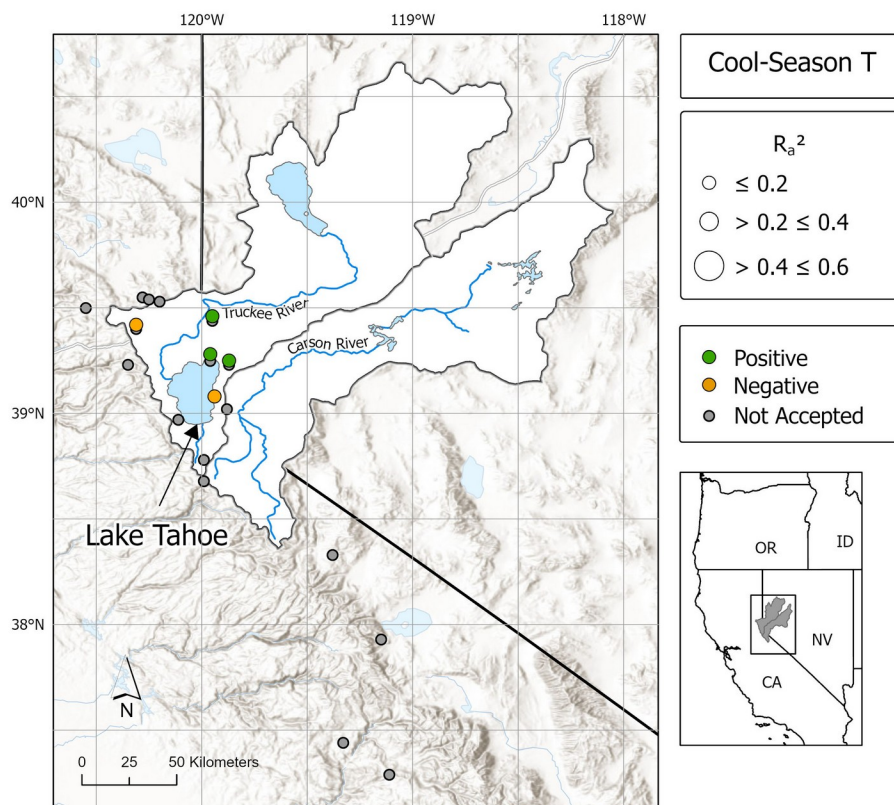 120°W
119°W
118°W
40°N
39°N
38°N
Truckee River
Carson River
Lake Tahoe
N
0 25 50 Kilometers
Cool-Season T
Rₐ²
≤ 0.2
> 0.2 ≤ 0.4
> 0.4 ≤ 0.6
Positive
Negative
Not Accepted
OR
ID
NV
CA